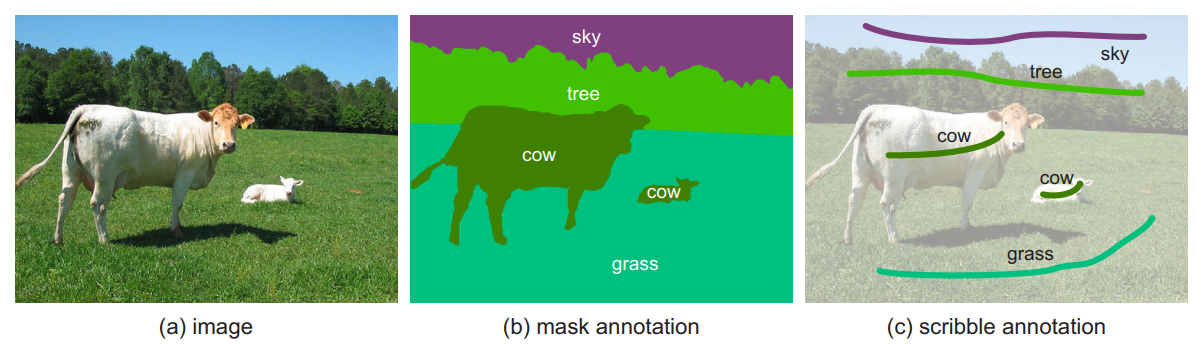 sky
tree
cow
cow
grass
sky
tree
cow
cow
grass
(a) image
(b) mask annotation
(c) scribble annotation